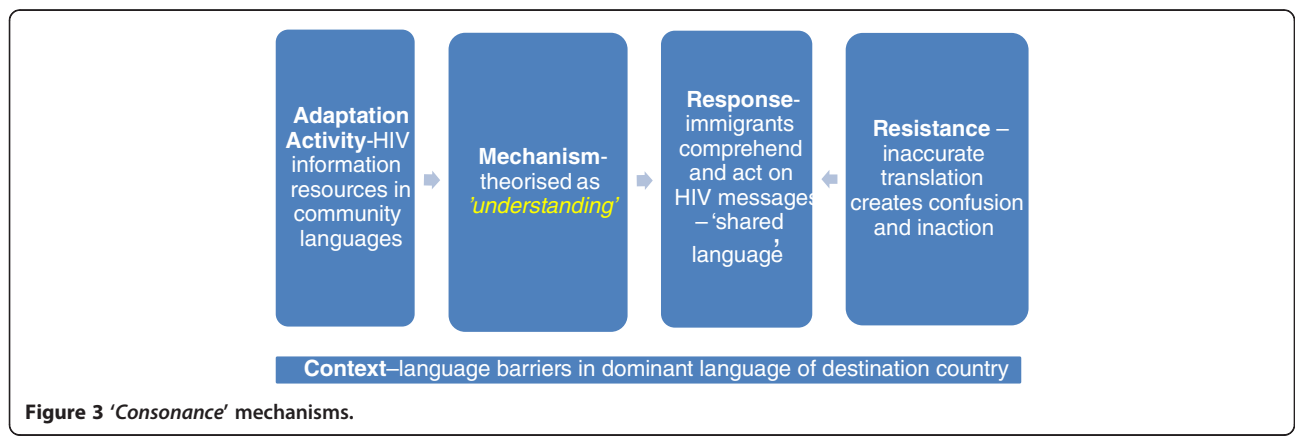 Adaptation
Activity-HIV
information
resources in
community
languages
Mechanism-
theorised as
'understanding'
Response-
immigrants
comprehend
and act on
HIV messages
– ‘shared
language’
Resistance –
inaccurate
translation
creates confusion
and inaction
Context–language barriers in dominant language of destination country
Figure 3 ‘Consonance’ mechanisms.